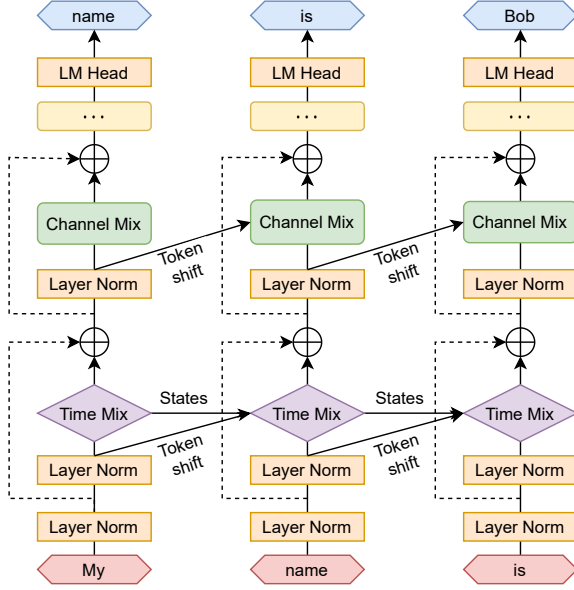 name
is
Bob
LM Head
LM Head
LM Head
...
...
...
Channel Mix
Channel Mix
Channel Mix
Token
shift
Token
shift
Layer Norm
Layer Norm
Layer Norm
States
States
Time Mix
Time Mix
Time Mix
Token
shift
Token
shift
Layer Norm
Layer Norm
Layer Norm
Layer Norm
Layer Norm
Layer Norm
My
name
is